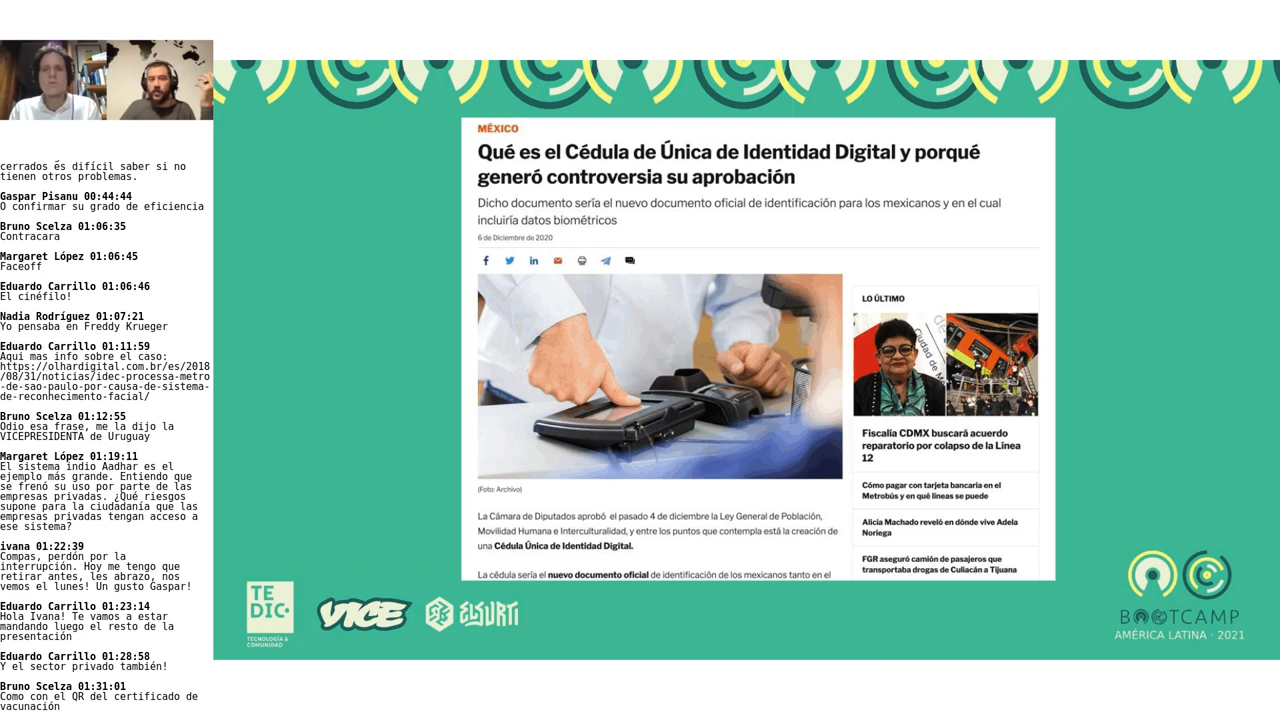 cerrados es difícil saber si no
tienen otros problemas.
Gaspar Pisanu 00:44:44
O confirmar su grado de eficiencia
Bruno Scelza 01:06:35
Contracara
Margaret López 01:06:45
Faceoff
Eduardo Carrillo 01:06:46
El cinéfilo!
Nadia Rodríguez 01:07:21
Yo pensaba en Freddy Krueger
Eduardo Carrillo 01:11:59
Aqui mas info sobre el caso:
https://olhardigital.com.br/es/2018
/08/31/noticias/idec-processa-metro
-de-sao-paulo-por-causa-de-sistema-
de-reconhecimento-facial/
Bruno Scelza 01:12:55
Odio esa frase, me la dijo la
VICEPRESIDENTA de Uruguay
Margaret López 01:19:11
El sistema indio Aadhar es el
ejemplo más grande. Entiendo que
se frenó su uso por parte de las
empresas privadas. ¿Qué riesgos
supone para la ciudadanía que las
empresas privadas tengan acceso a
ese sistema?
ivana 01:22:39
Compas, perdón por la
interrupción. Hoy me tengo que
retirar antes, les abrazo, nos
vemos el lunes! Un gusto Gaspar!
Eduardo Carrillo 01:23:14
Hola Ivana! Te vamos a estar
mandando luego el resto de la
presentación
Eduardo Carrillo 01:28:58
Y el sector privado también!
Bruno Scelza 01:31:01
Como con el QR del certificado de
vacunación
MÉXICO
Qué es el Cédula de Única de Identidad Digital y porqué
generó controversia su aprobación
Dicho documento sería el nuevo documento oficial de identificación para los mexicanos y en el cual
incluiría datos biométricos
6 de Diciembre de 2020
(Foto: Archivo)
La Cámara de Diputados aprobó el pasado 4 de diciembre la Ley General de Población,
Movilidad Humana e Interculturalidad, y entre los puntos que contempla está la creación de
una Cédula Única de Identidad Digital.
La cédula sería el nuevo documento oficial de identificación de los mexicanos tanto en el
LO ÚLTIMO
Ciudad de M
Fiscalía CDMX buscará acuerdo
reparatorio por colapso de la Línea
12
Cómo pagar con tarjeta bancaria en el
Metrobús y en qué líneas se puede
Alicia Machado reveló en dónde vive Adela
Noriega
FGR aseguró camión de pasajeros que
transportaba drogas de Culiacán a Tijuana
TE
DIC
TECNOLOGÍA &
COMUNIDAD
VICE
ELSURTI
BOOTCAMP
AMÉRICA LATINA · 2021